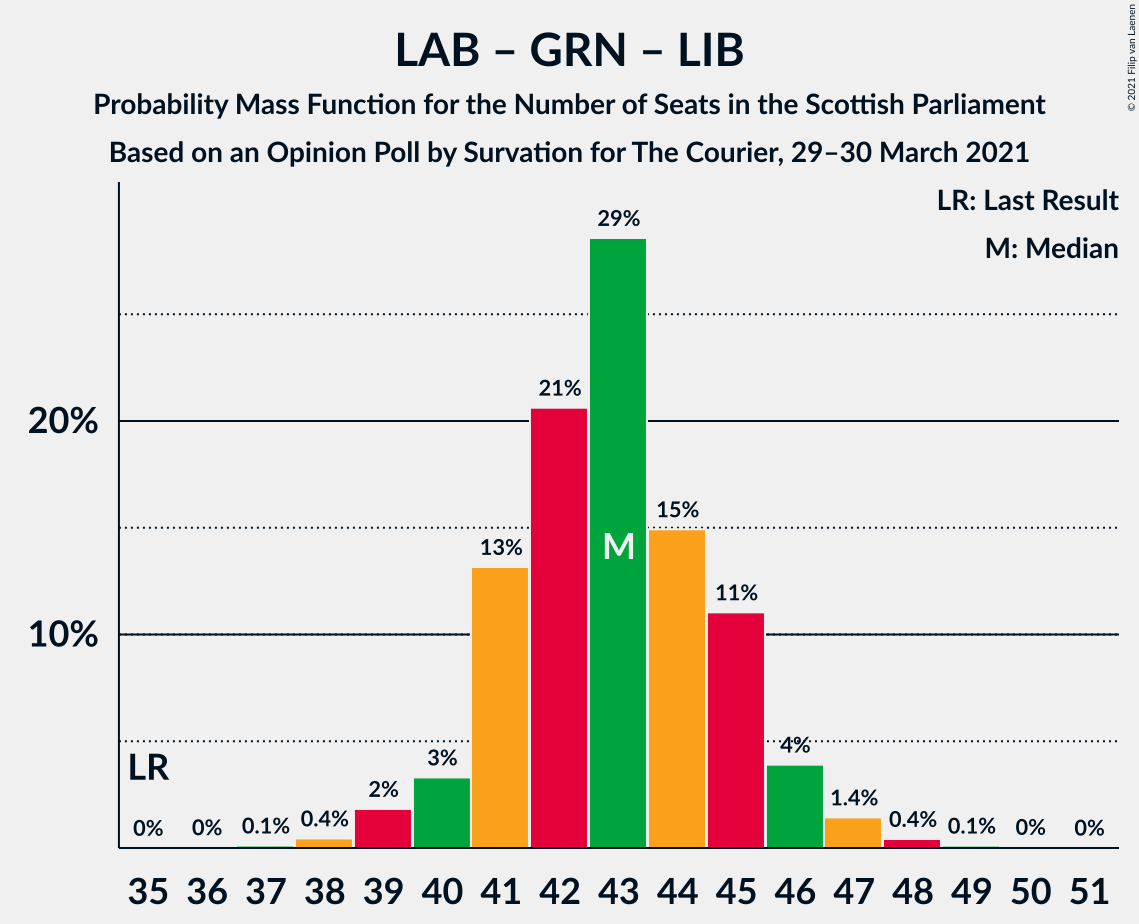 LAB – GRN – LIB
Probability Mass Function for the Number of Seats in the Scottish Parliament
Based on an Opinion Poll by Survation for The Courier, 29–30 March 2021
© 2021 Filip van Laenen
LR: Last Result
M: Median
20%
10%
LR
M
0%
0%
0.1%
0.4%
2%
3%
13%
21%
29%
15%
11%
4%
1.4%
0.4%
0.1%
0%
0%
35 36 37 38 39 40 41 42 43 44 45 46 47 48 49 50 51